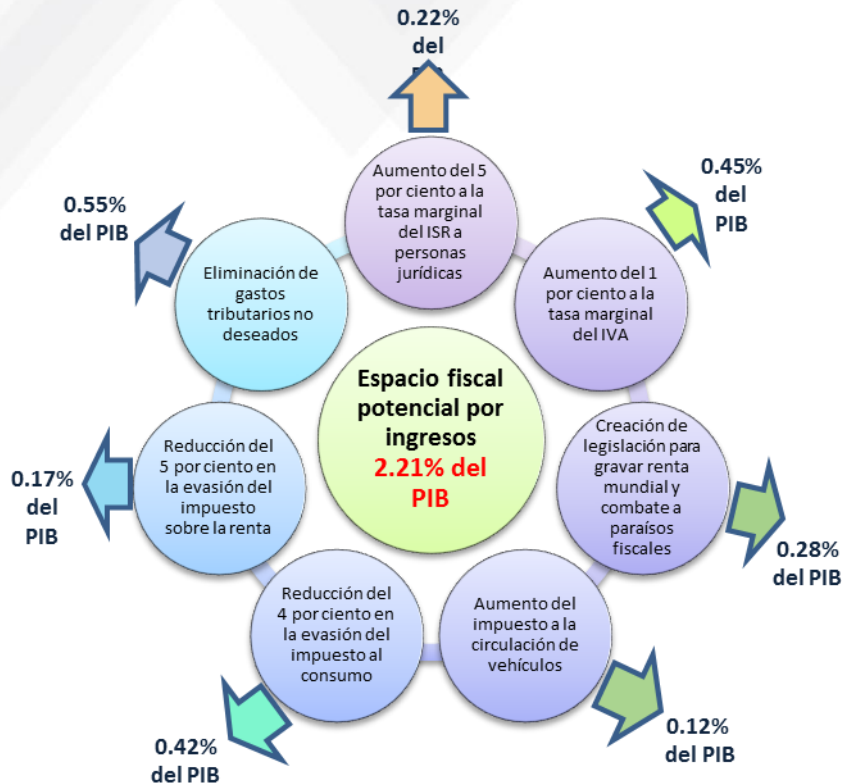 0.22%
del
PIB
Aumento del 5
por ciento a la
tasa marginal
del ISR a
personas
jurídicas
0.45%
del
PIB
Aumento del 1
por ciento a la
tasa marginal
del IVA
Creación de
legislación para
gravar renta
mundial y
combate a
paraísos
fiscales
0.28%
del PIB
Aumento del
impuesto a la
circulación de
vehículos
0.12%
del PIB
Reducción del
4 por ciento en
la evasión del
impuesto al
consumo
0.42%
del PIB
Reducción del
5 por ciento en
la evasión del
impuesto
sobre la renta
0.17%
del
PIB
Eliminación de
gastos
tributarios no
deseados
0.55%
del PIB
Espacio fiscal
potencial por
ingresos
2.21% del
PIB